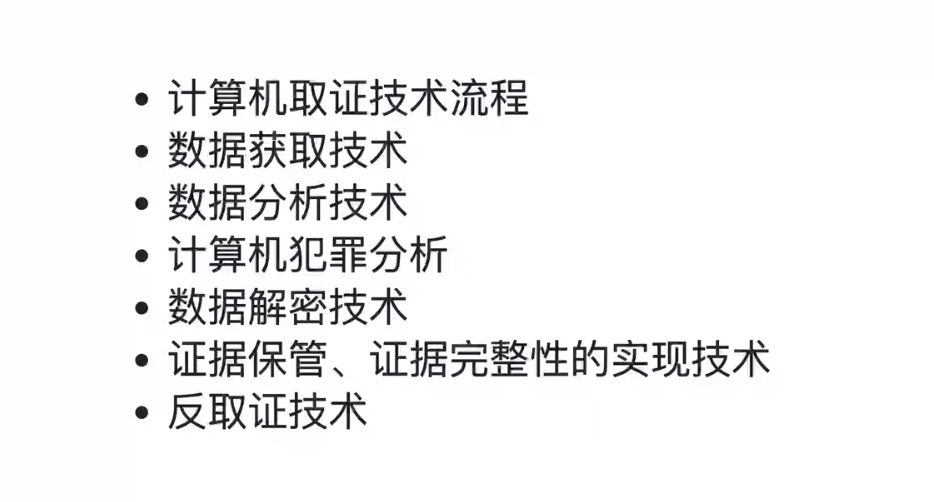 • 计算机取证技术流程
• 数据获取技术
• 数据分析技术
• 计算机犯罪分析
• 数据解密技术
• 证据保管、证据完整性的实现技术
• 反取证技术